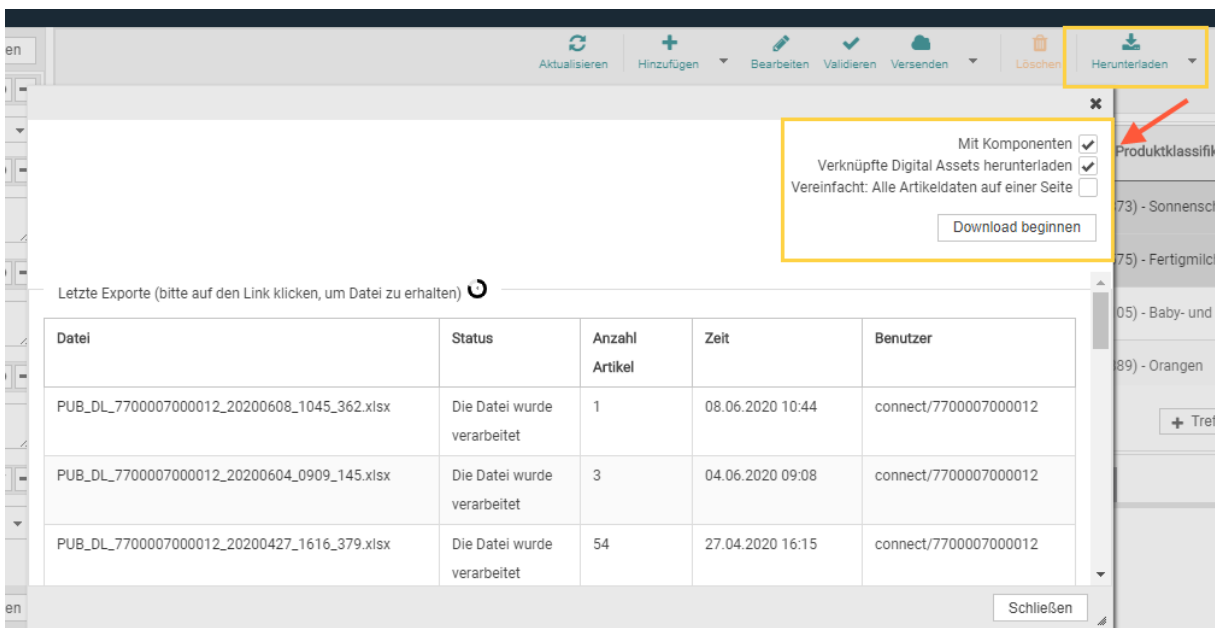 en
Aktualisieren
Hinzufügen
Bearbeiten
Validieren
Versenden
Löschen
Herunterladen
Mit Komponenten
Verknüpfte Digital Assets herunterladen
Vereinfacht: Alle Artikeldaten auf einer Seite
Download beginnen
Produktklassifik
73) - Sonnensch
75) - Fertigmilch
05) - Baby- und
89) - Orangen
+ Tref
Letzte Exporte (bitte auf den Link klicken, um Datei zu erhalten)
Datei Status Anzahl Artikel Zeit Benutzer
PUB_DL_7700007000012_20200608_1045_362.xlsx Die Datei wurde verarbeitet 1 08.06.2020 10:44 connect/7700007000012
PUB_DL_7700007000012_20200604_0909_145.xlsx Die Datei wurde verarbeitet 3 04.06.2020 09:08 connect/7700007000012
PUB_DL_7700007000012_20200427_1616_379.xlsx Die Datei wurde verarbeitet 54 27.04.2020 16:15 connect/7700007000012
Schließen
en